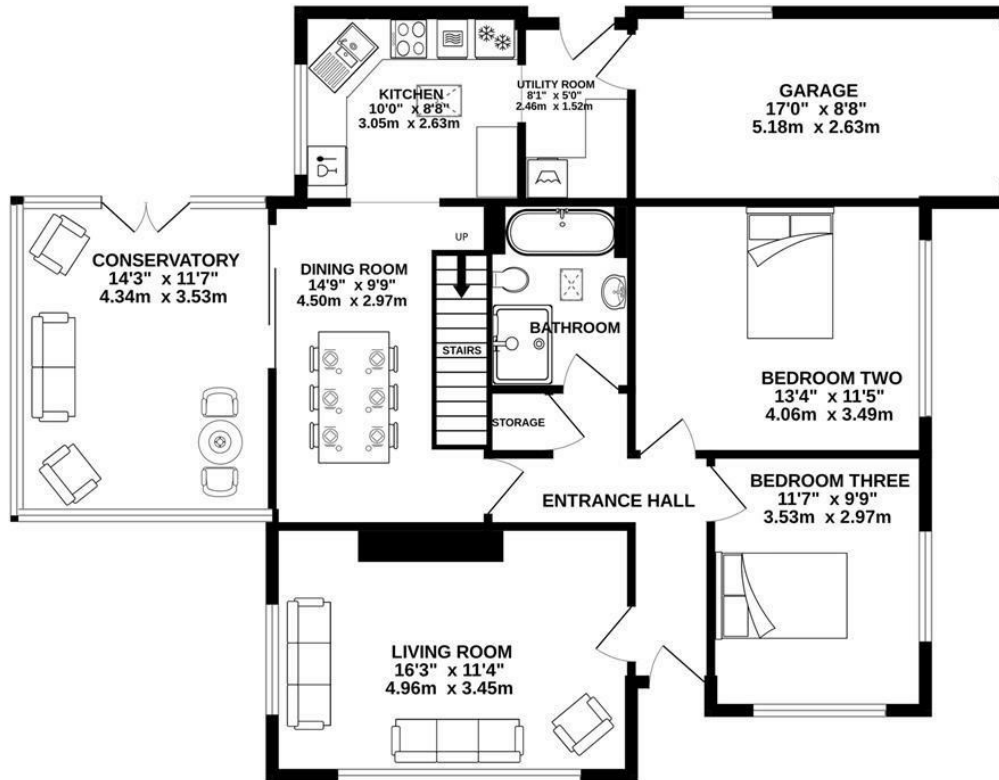 KITCHEN
10'0" x 8'8"
3.05m x 2.63m
UTILITY ROOM
8'1" x 5'0"
2.46m x 1.52m
GARAGE
17'0" x 8'8"
5.18m x 2.63m
CONSERVATORY
14'3" x 11'7"
4.34m x 3.53m
DINING ROOM
14'9" x 9'9"
4.50m x 2.97m
UP
STAIRS
BATHROOM
STORAGE
BEDROOM TWO
13'4" x 11'5"
4.06m x 3.49m
ENTRANCE HALL
BEDROOM THREE
11'7" x 9'9"
3.53m x 2.97m
LIVING ROOM
16'3" x 11'4"
4.96m x 3.45m